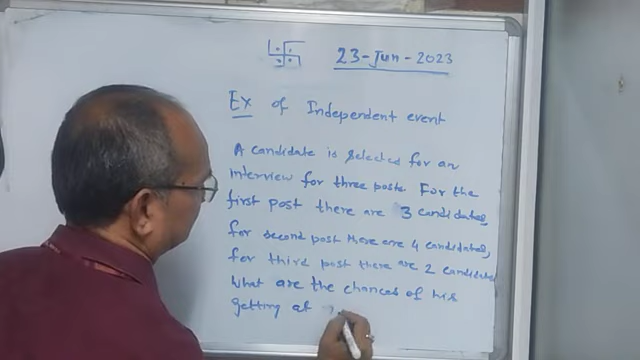 23-Jun-2023
Ex of Independent event
A candidate is selected for an
interview for three posts. For the
first post there are 3 candidates,
for second post there are 4 candidates,
for third post there are 2 candidates
What are the chances of his
getting at